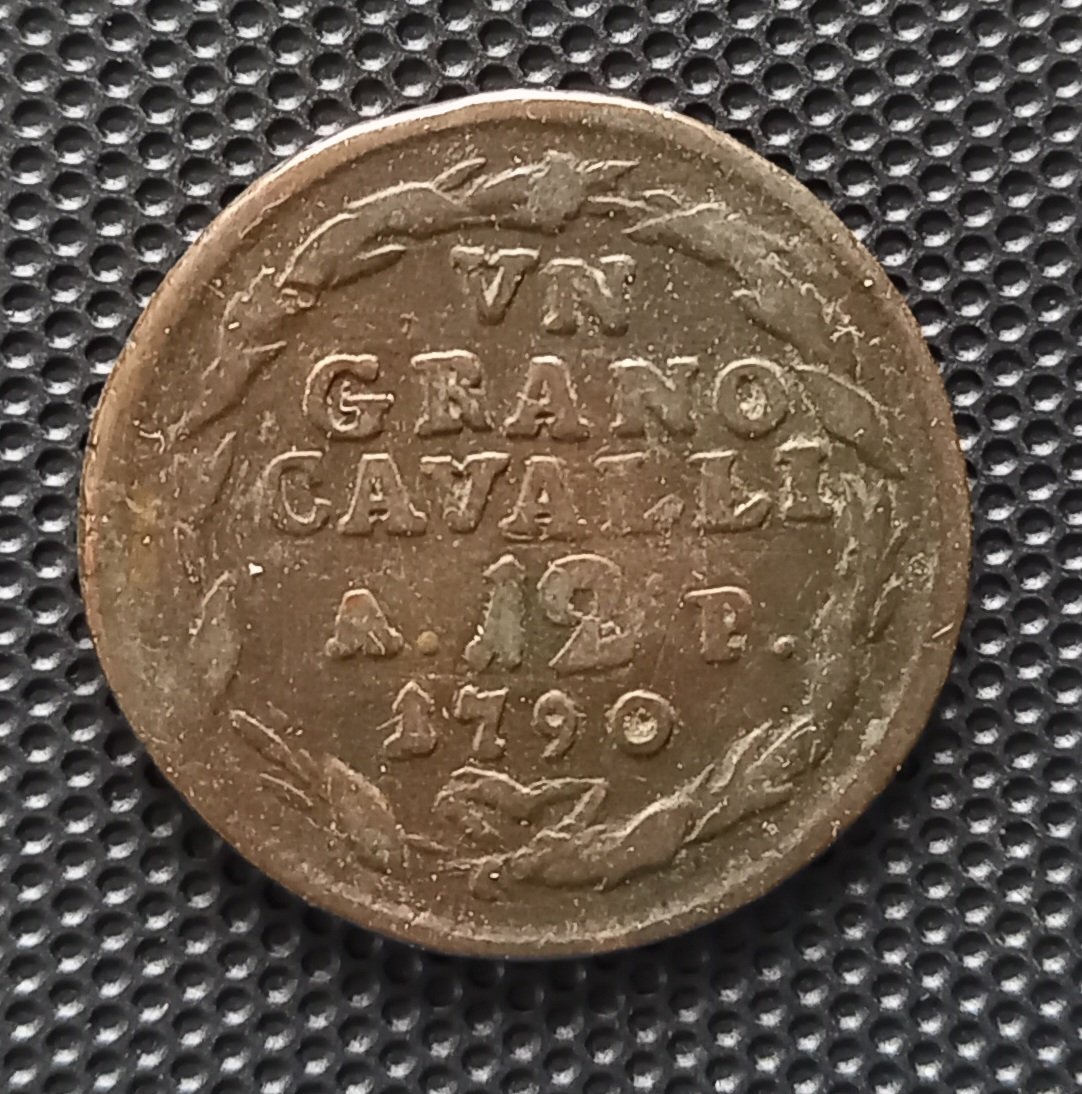 VN
GRANO
CAVALLI
A. 12 P.
1790